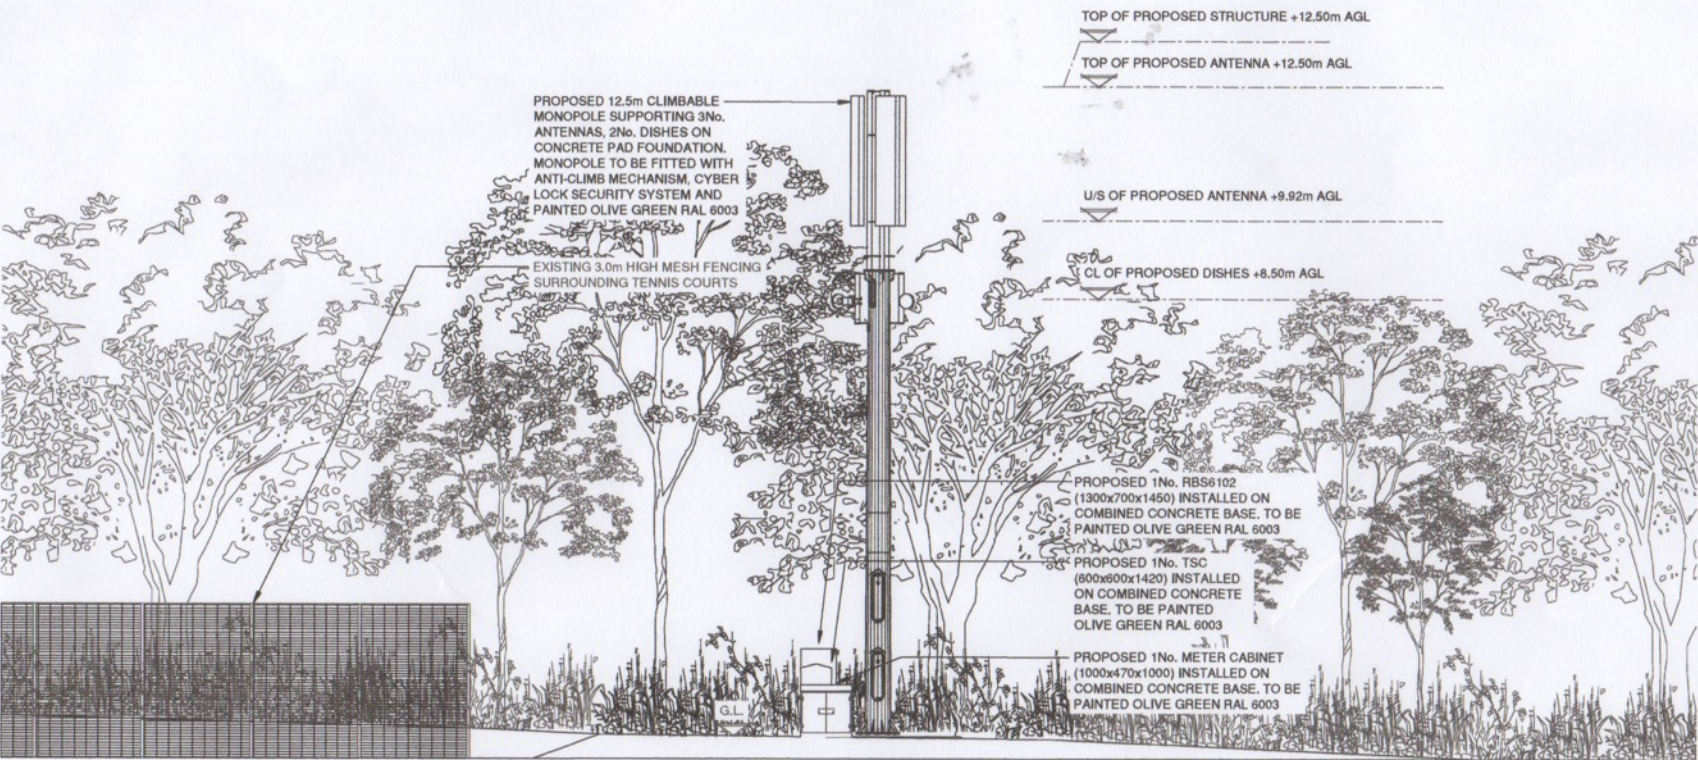 TOP OF PROPOSED STRUCTURE +12.50m AGL
TOP OF PROPOSED ANTENNA +12.50m AGL
PROPOSED 12.5m CLIMBABLE
MONOPOLE SUPPORTING 3No.
ANTENNAS, 2No. DISHES ON
CONCRETE PAD FOUNDATION.
MONOPOLE TO BE FITTED WITH
ANTI-CLIMB MECHANISM, CYBER
LOCK SECURITY SYSTEM AND
PAINTED OLIVE GREEN RAL 6003
U/S OF PROPOSED ANTENNA +9.92m AGL
EXISTING 3.0m HIGH MESH FENCING
SURROUNDING TENNIS COURTS
CL OF PROPOSED DISHES +8.50m AGL
PROPOSED 1No. RBS6102
(1300x700x1450) INSTALLED ON
COMBINED CONCRETE BASE. TO BE
PAINTED OLIVE GREEN RAL 6003
PROPOSED 1No. TSC
(600x600x1420) INSTALLED
ON COMBINED CONCRETE
BASE. TO BE PAINTED
OLIVE GREEN RAL 6003
PROPOSED 1No. METER CABINET
(1000x470x1000) INSTALLED ON
COMBINED CONCRETE BASE. TO BE
PAINTED OLIVE GREEN RAL 6003
G.L.